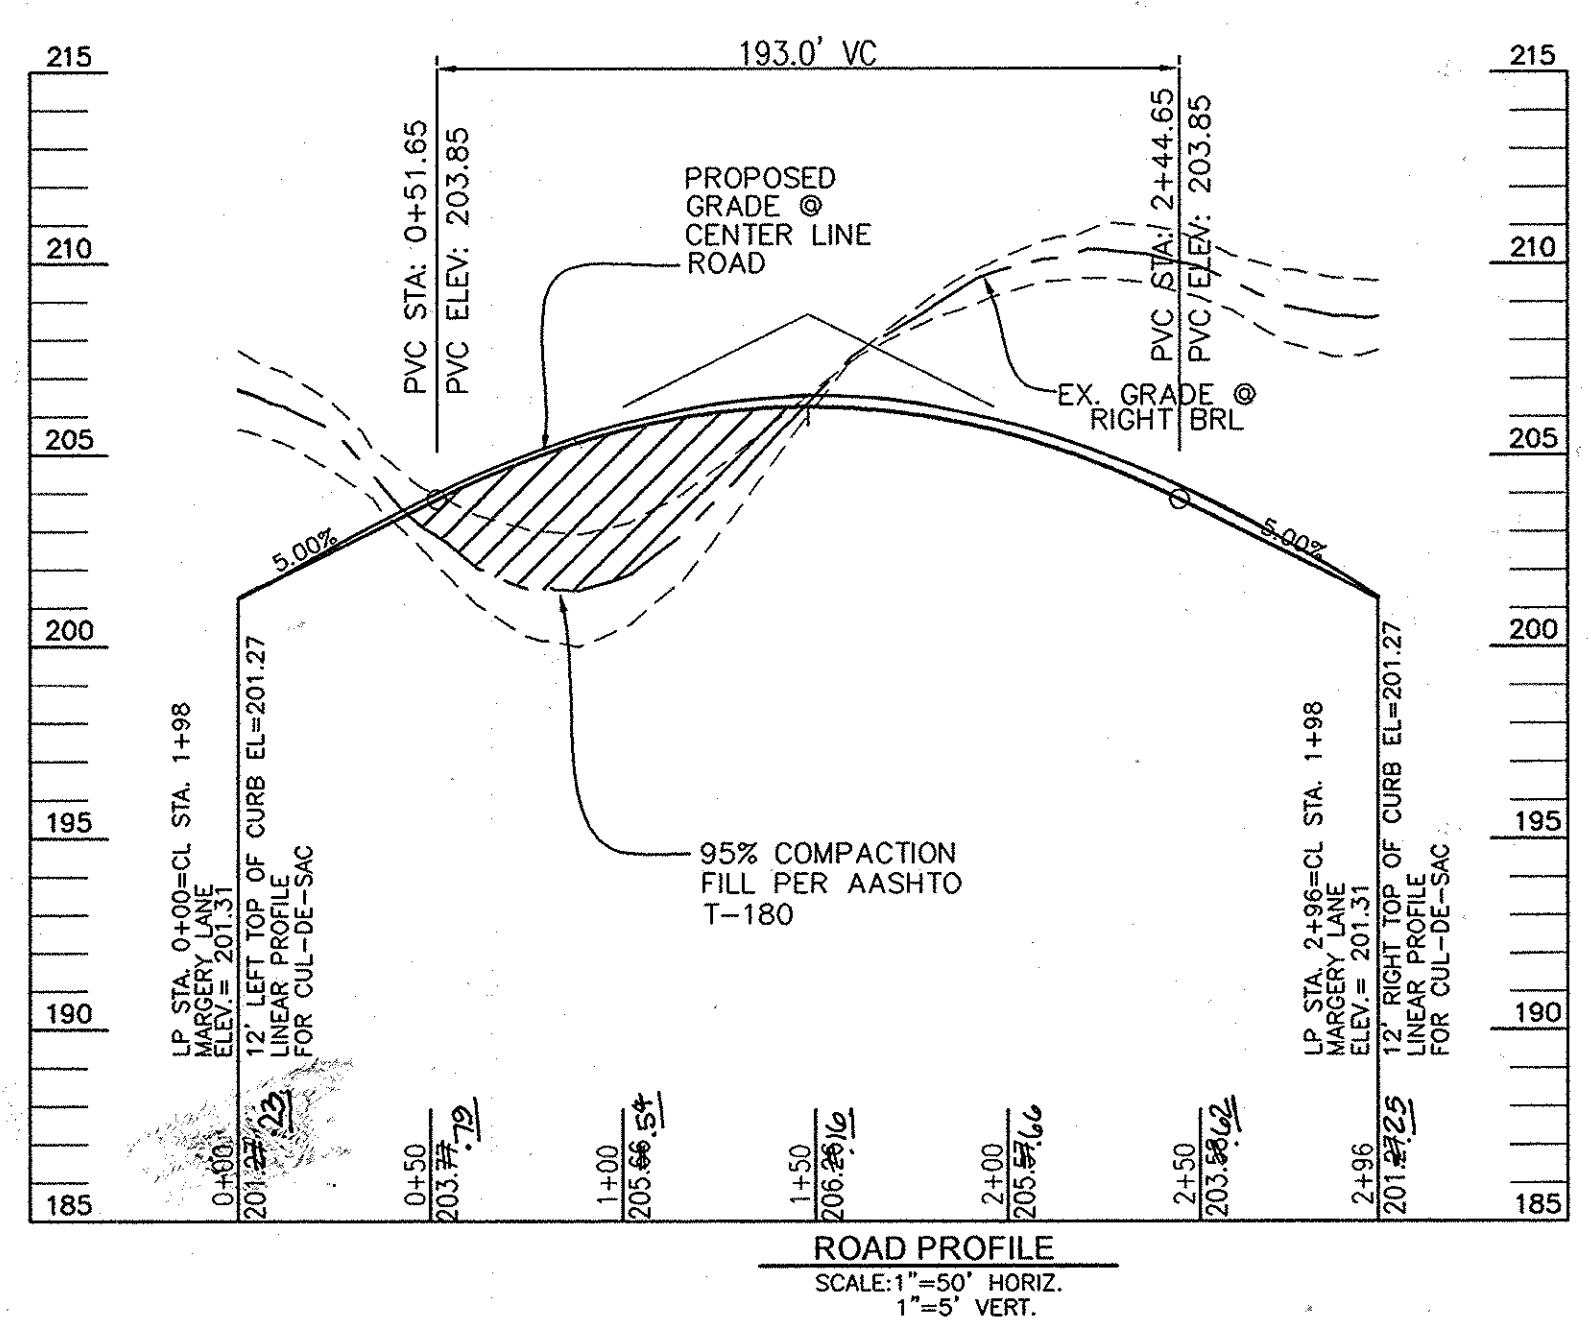 215
215
193.0' VC
PVC STA: 0+51.65
PVC ELEV: 203.85
PVC STA: 2+44.65
PVC ELEV: 203.85
PROPOSED
GRADE @
CENTER LINE
ROAD
210
210
EX. GRADE @
RIGHT BRL
205
205
5.00%
5.00%
200
200
LP STA. 0+00=CL STA. 1+98
MARGERY LANE
ELEV.= 201.31
12' LEFT TOP OF CURB EL=201.27
LINEAR PROFILE
FOR CUL-DE-SAC
LP STA. 2+96=CL STA. 1+98
MARGERY LANE
ELEV.= 201.31
12' RIGHT TOP OF CURB EL=201.27
LINEAR PROFILE
FOR CUL-DE-SAC
195
195
95% COMPACTION
FILL PER AASHTO
T-180
190
190
0+00
201.27 .23
0+50
203.77 .79
1+00
205.66 .54
1+50
206.26 .16
2+00
205.57 .66
2+50
203.58 .62
2+96
201.27 .25
185
185
ROAD PROFILE
SCALE:1"=50' HORIZ.
1"=5' VERT.